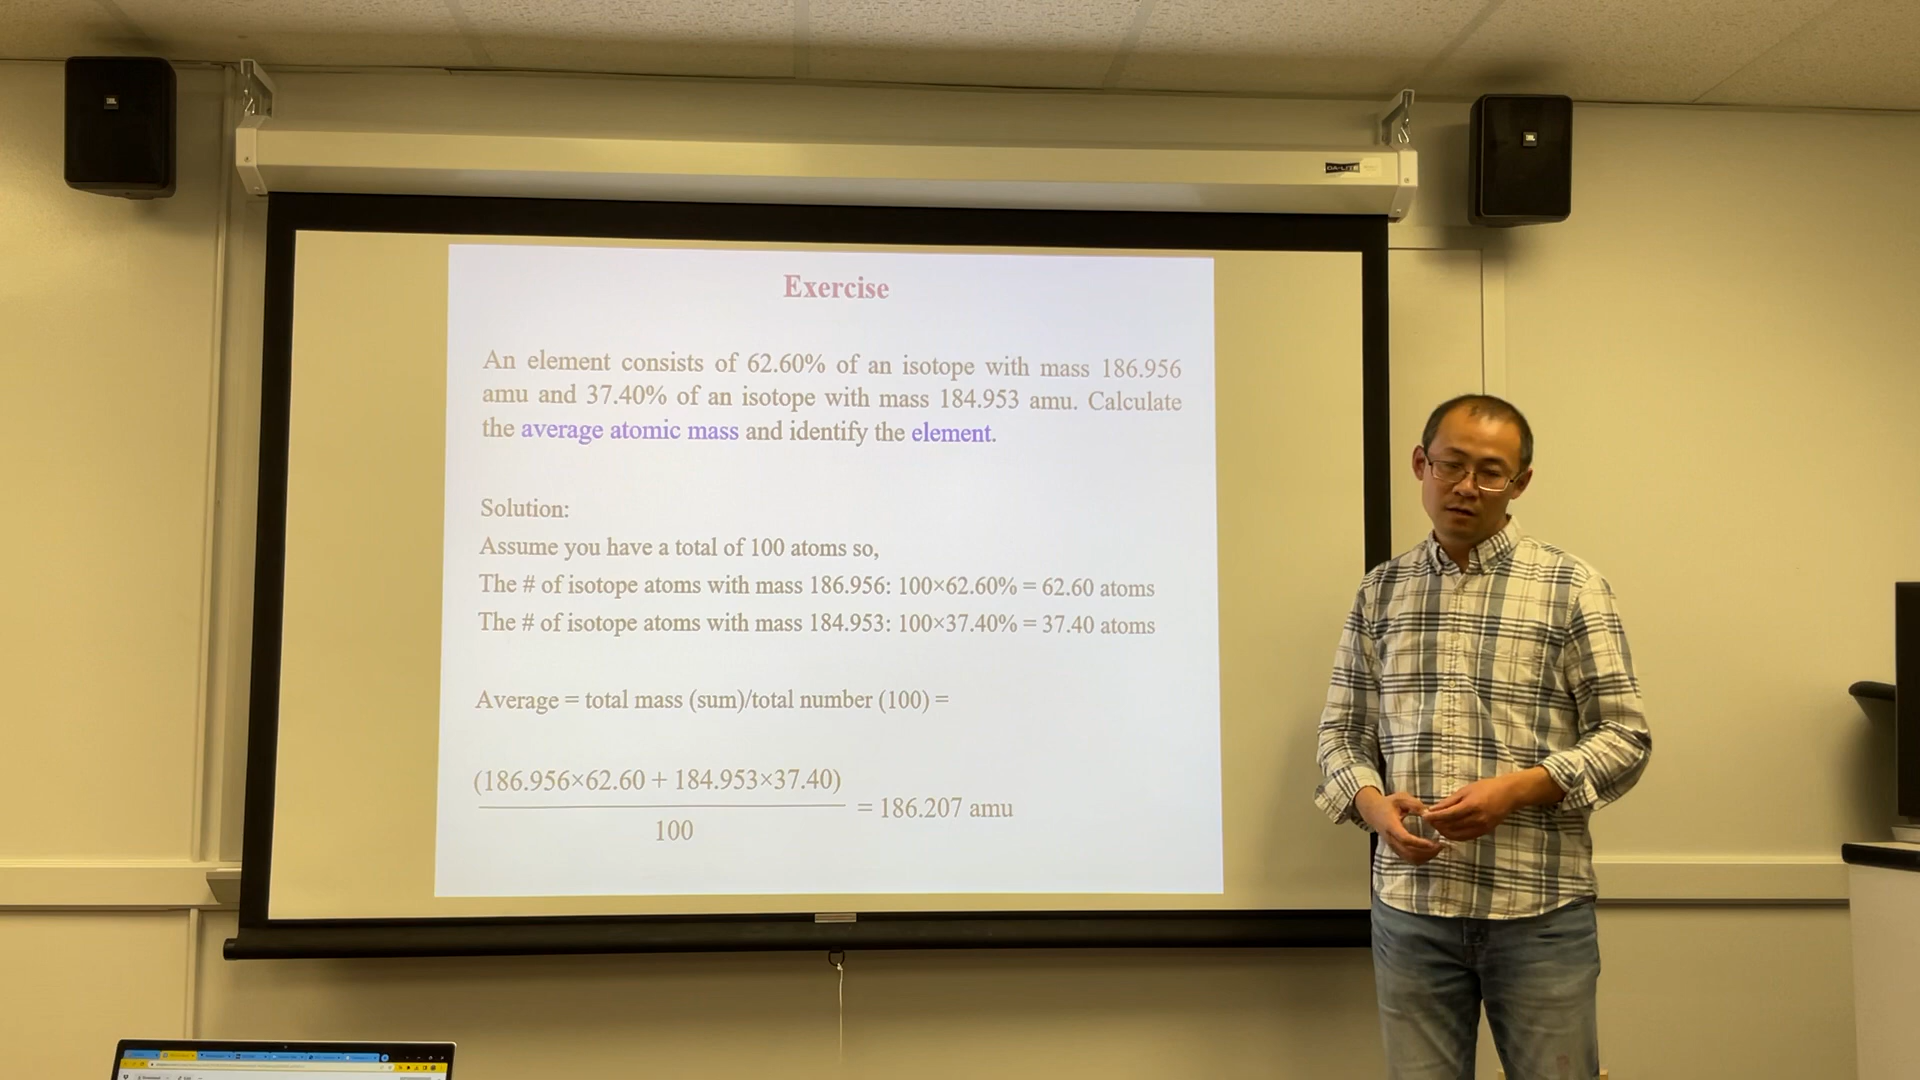 JBL
JBL
DA-LITE
Exercise
An element consists of 62.60% of an isotope with mass 186.956
amu and 37.40% of an isotope with mass 184.953 amu. Calculate
the average atomic mass and identify the element.
Solution:
Assume you have a total of 100 atoms so,
The # of isotope atoms with mass 186.956: 100×62.60% = 62.60 atoms
The # of isotope atoms with mass 184.953: 100×37.40% = 37.40 atoms
Average = total mass (sum)/total number (100) =
(186.956×62.60 + 184.953×37.40)
100
= 186.207 amu